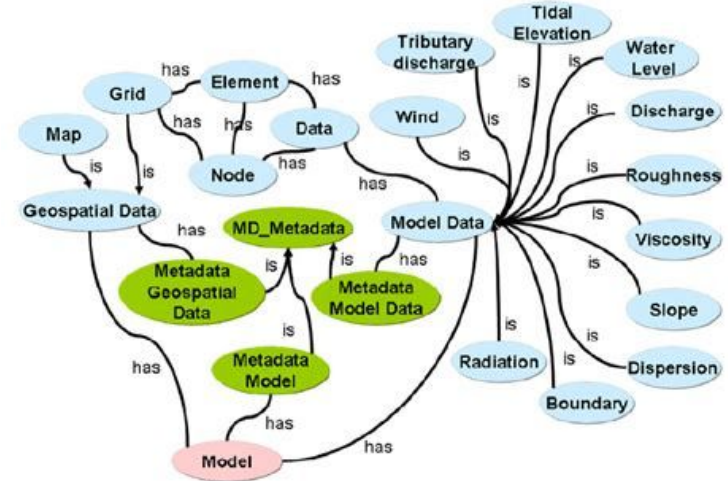 Tidal
Elevation
Tributary
discharge
Water
Level
is
is
has
Element
has
Grid
Wind
is
Discharge
is
Map
has
has
Data
is
is
is
has
Node
has
is
Roughness
Geospatial Data
has
MD_Metadata
Model Data
is
Viscosity
is
is
has
is
Metadata
Geospatial
Data
Metadata
Model Data
Slope
is
is
is
Metadata
Model
Radiation
is
Dispersion
has
has
Boundary
Model
has